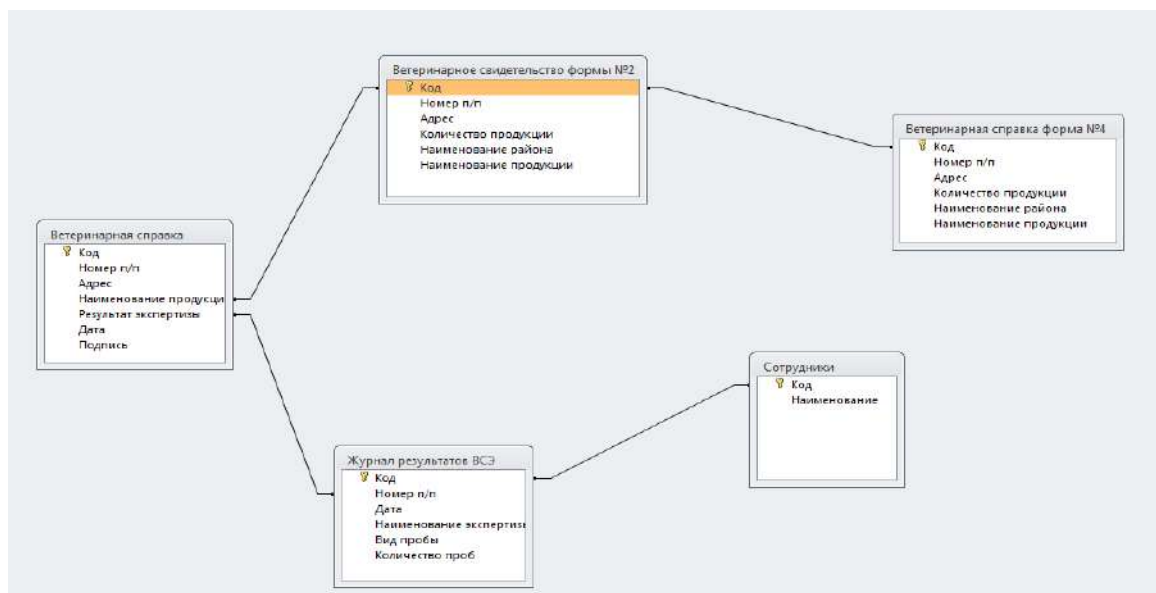 Ветеринарное свидетельство формы №2
Код
Номер п/п
Адрес
Количество продукции
Наименование района
Наименование продукции
Ветеринарная справка форма №4
Код
Номер п/п
Адрес
Количество продукции
Наименование района
Наименование продукции
Ветеринарная справка
Код
Номер п/п
Адрес
Наименование продукци
Результат экспертизы
Дата
Подпись
Сотрудники
Код
Наименование
Журнал результатов ВСЭ
Код
Номер п/п
Дата
Наименование экспертизы
Вид пробы
Количество проб